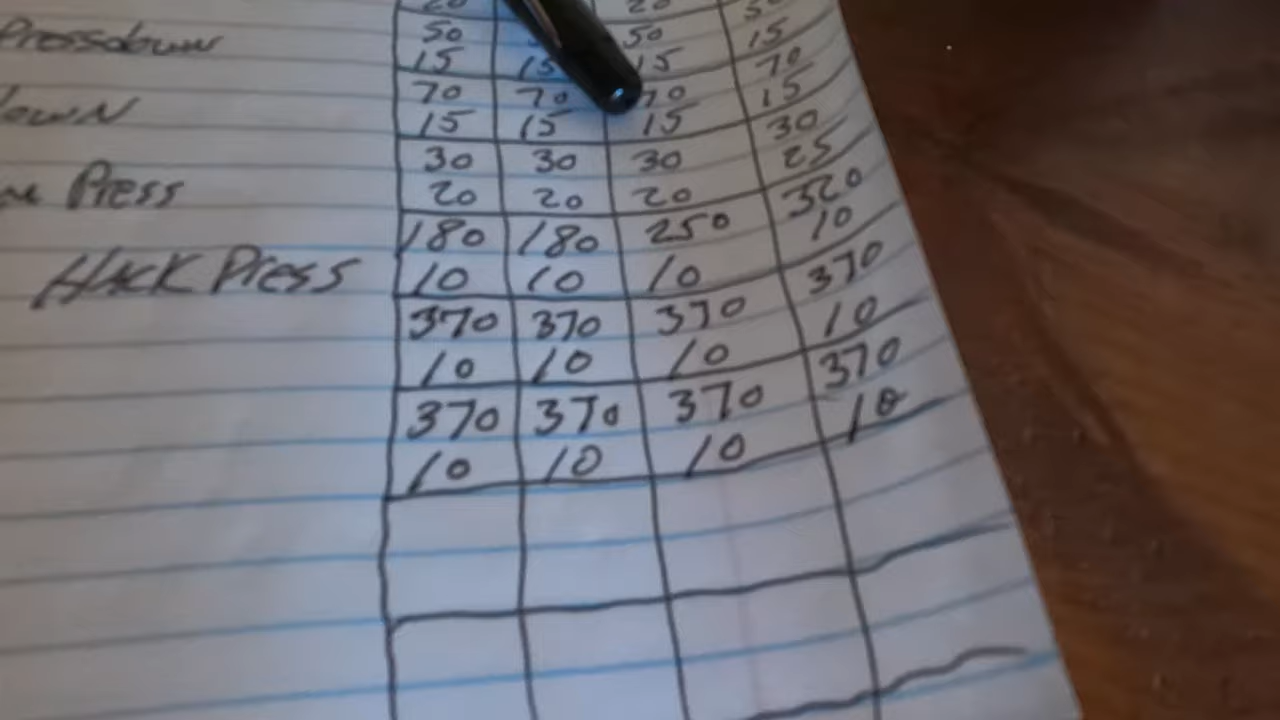 Pressdown 50 50 15
15 15 15 70
70 70 70 15
own 15 15 15 30
30 30 30 25
Press 20 20 20 320
180 180 250 10
Hack Press 10 10 10 370
370 370 370 10
10 10 10 370
370 370 370 10
10 10 10